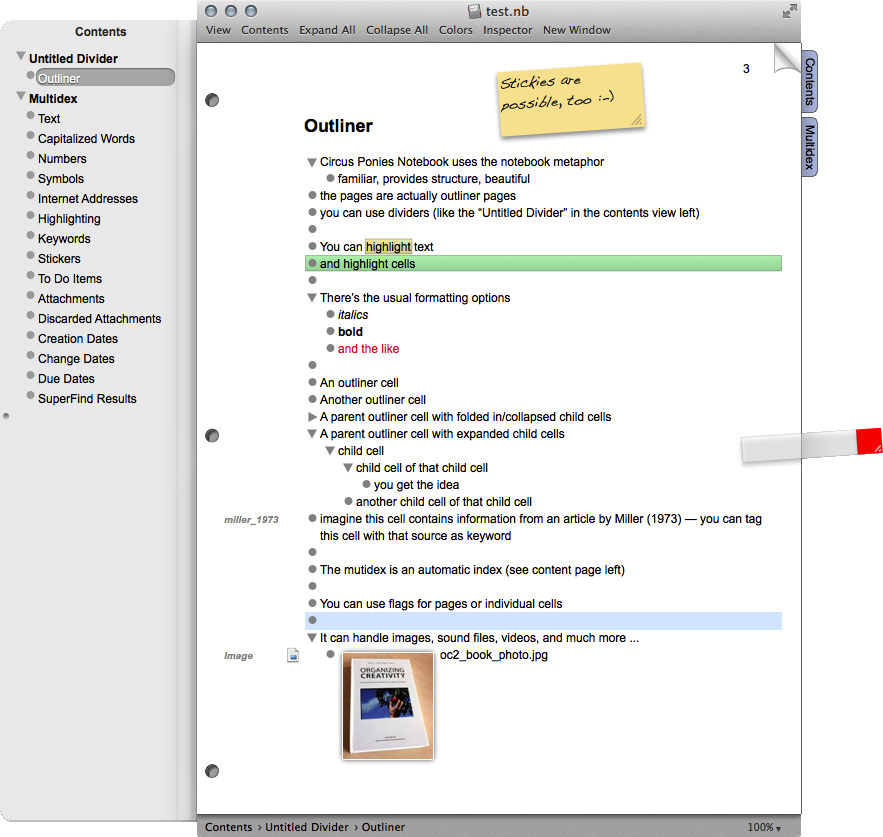 test.nb
View Contents Expand All Collapse All Colors Inspector New Window
Contents
Untitled Divider
Outliner
Multidex
Text
Capitalized Words
Numbers
Symbols
Internet Addresses
Highlighting
Keywords
Stickers
To Do Items
Attachments
Discarded Attachments
Creation Dates
Change Dates
Due Dates
SuperFind Results
3
Stickies are
possible, too :-)
Contents
Multidex
Outliner
Circus Ponies Notebook uses the notebook metaphor
familiar, provides structure, beautiful
the pages are actually outliner pages
you can use dividers (like the “Untitled Divider” in the contents view left)
You can highlight text
and highlight cells
There’s the usual formatting options
italics
bold
and the like
An outliner cell
Another outliner cell
A parent outliner cell with folded in/collapsed child cells
A parent outliner cell with expanded child cells
child cell
child cell of that child cell
you get the idea
another child cell of that child cell
miller_1973
imagine this cell contains information from an article by Miller (1973) — you can tag
this cell with that source as keyword
The mutidex is an automatic index (see content page left)
You can use flags for pages or individual cells
It can handle images, sound files, videos, and much more ...
Image
oc2_book_photo.jpg
ORGANIZING
CREATIVITY
Contents › Untitled Divider › Outliner
100%